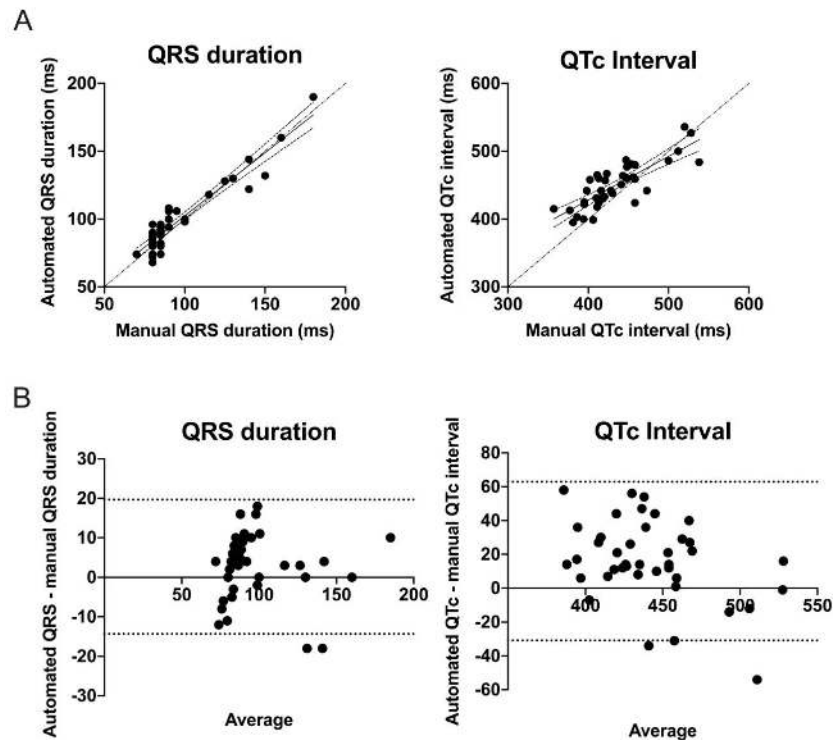 A
QRS duration
QTc Interval
Automated QRS duration (ms)
200
150
100
50
50 100 150 200
Manual QRS duration (ms)
Automated QTc interval (ms)
600
500
400
300
300 400 500 600
Manual QTc interval (ms)
B
QRS duration
QTc Interval
Automated QRS - manual QRS duration
30
20
10
0
-10
-20
-30
50 100 150 200
Average
Automated QTc - manual QTc interval
80
60
40
20
0
-20
-40
-60
400 450 500 550
Average